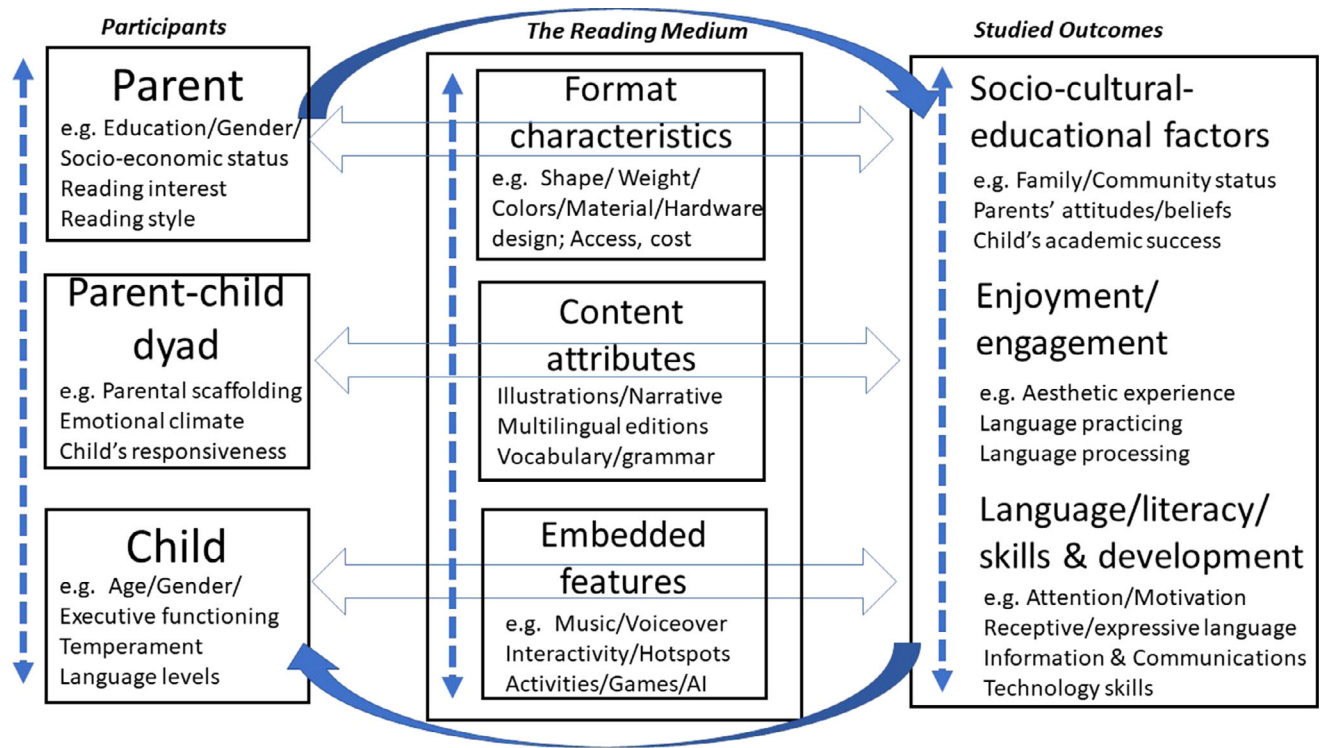 Participants
Parent
e.g. Education/Gender/
Socio-economic status
Reading interest
Reading style
Parent-child
dyad
e.g. Parental scaffolding
Emotional climate
Child's responsiveness
Child
e.g. Age/Gender/
Executive functioning
Temperament
Language levels
The Reading Medium
Format
characteristics
e.g. Shape/ Weight/
Colors/Material/Hardware
design; Access, cost
Content
attributes
Illustrations/Narrative
Multilingual editions
Vocabulary/grammar
Embedded
features
e.g. Music/Voiceover
Interactivity/Hotspots
Activities/Games/AI
Studied Outcomes
Socio-cultural-
educational factors
e.g. Family/Community status
Parents' attitudes/beliefs
Child's academic success
Enjoyment/
engagement
e.g. Aesthetic experience
Language practicing
Language processing
Language/literacy/
skills & development
e.g. Attention/Motivation
Receptive/expressive language
Information & Communications
Technology skills